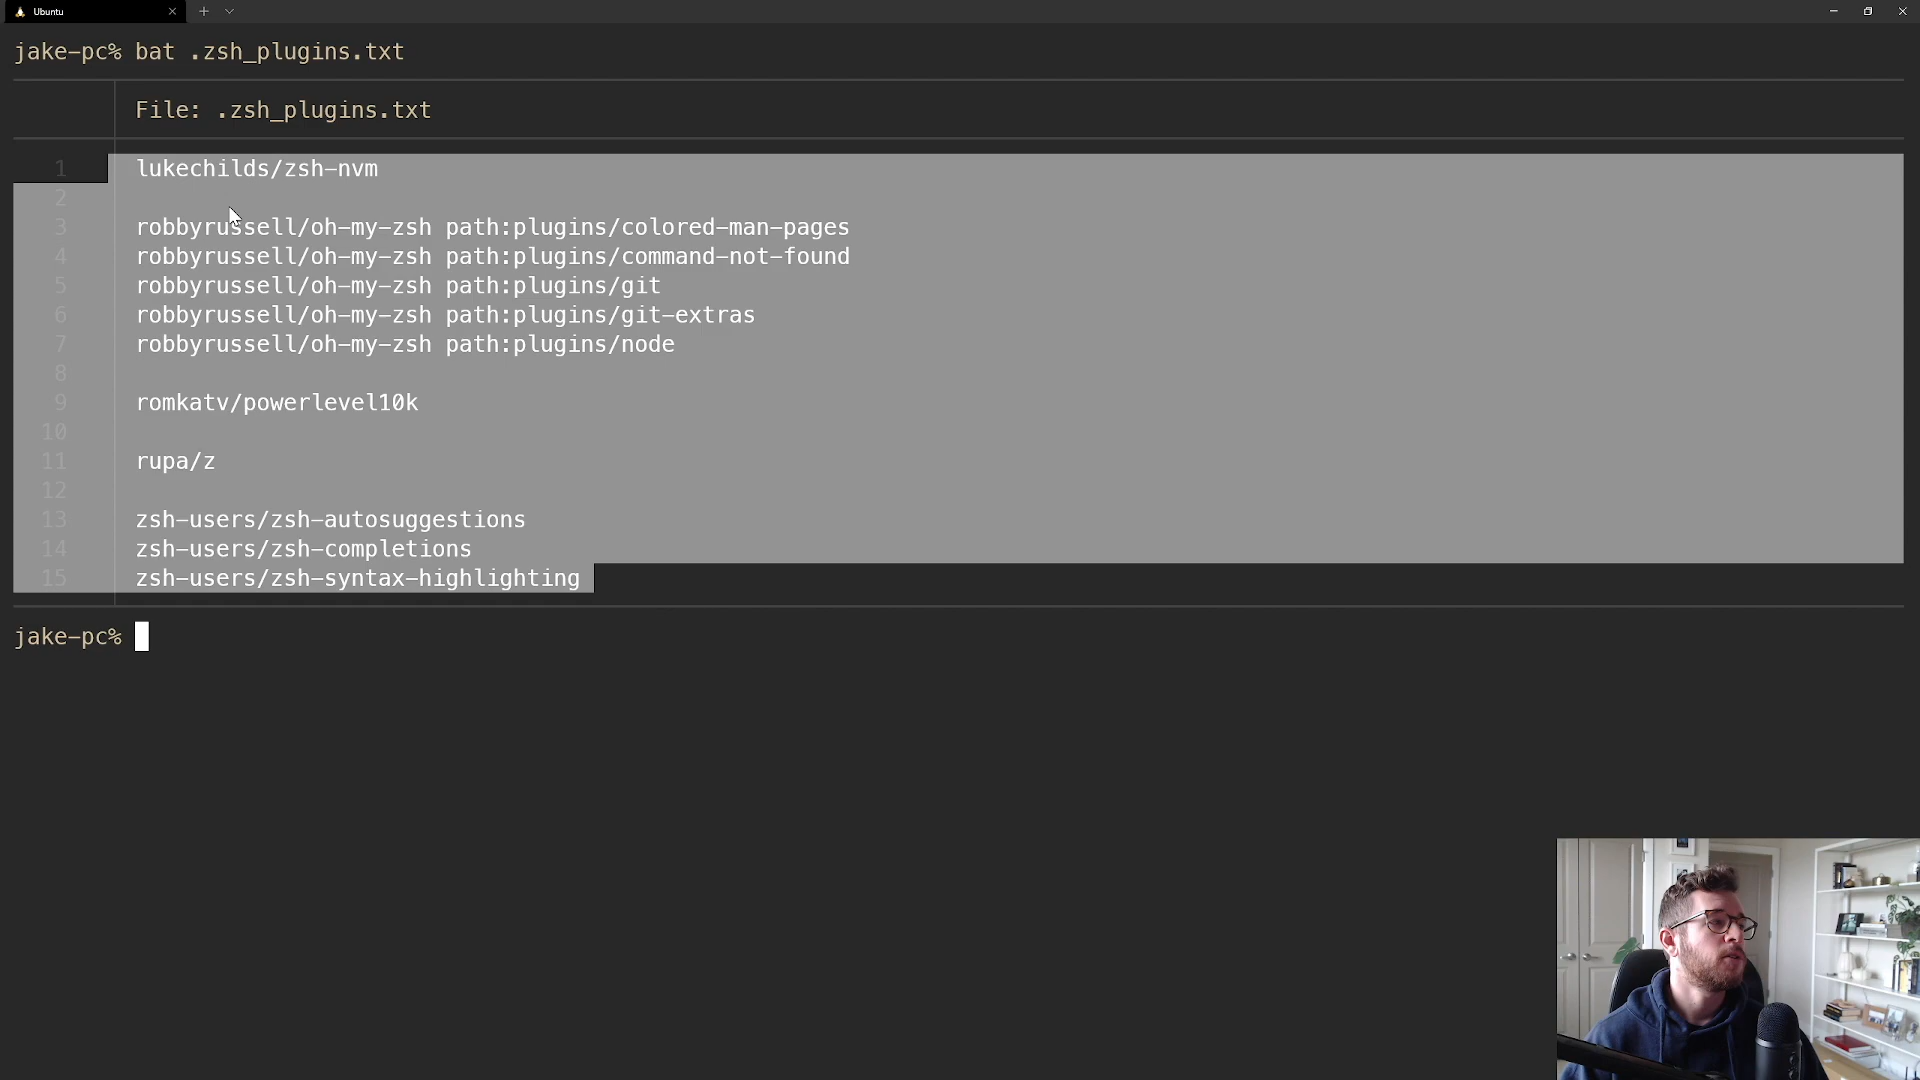 Ubuntu
jake-pc% bat .zsh_plugins.txt
File: .zsh_plugins.txt
1 lukechilds/zsh-nvm
2
3 robbyrussell/oh-my-zsh path:plugins/colored-man-pages
4 robbyrussell/oh-my-zsh path:plugins/command-not-found
5 robbyrussell/oh-my-zsh path:plugins/git
6 robbyrussell/oh-my-zsh path:plugins/git-extras
7 robbyrussell/oh-my-zsh path:plugins/node
8
9 romkatv/powerlevel10k
10
11 rupa/z
12
13 zsh-users/zsh-autosuggestions
14 zsh-users/zsh-completions
15 zsh-users/zsh-syntax-highlighting
jake-pc%